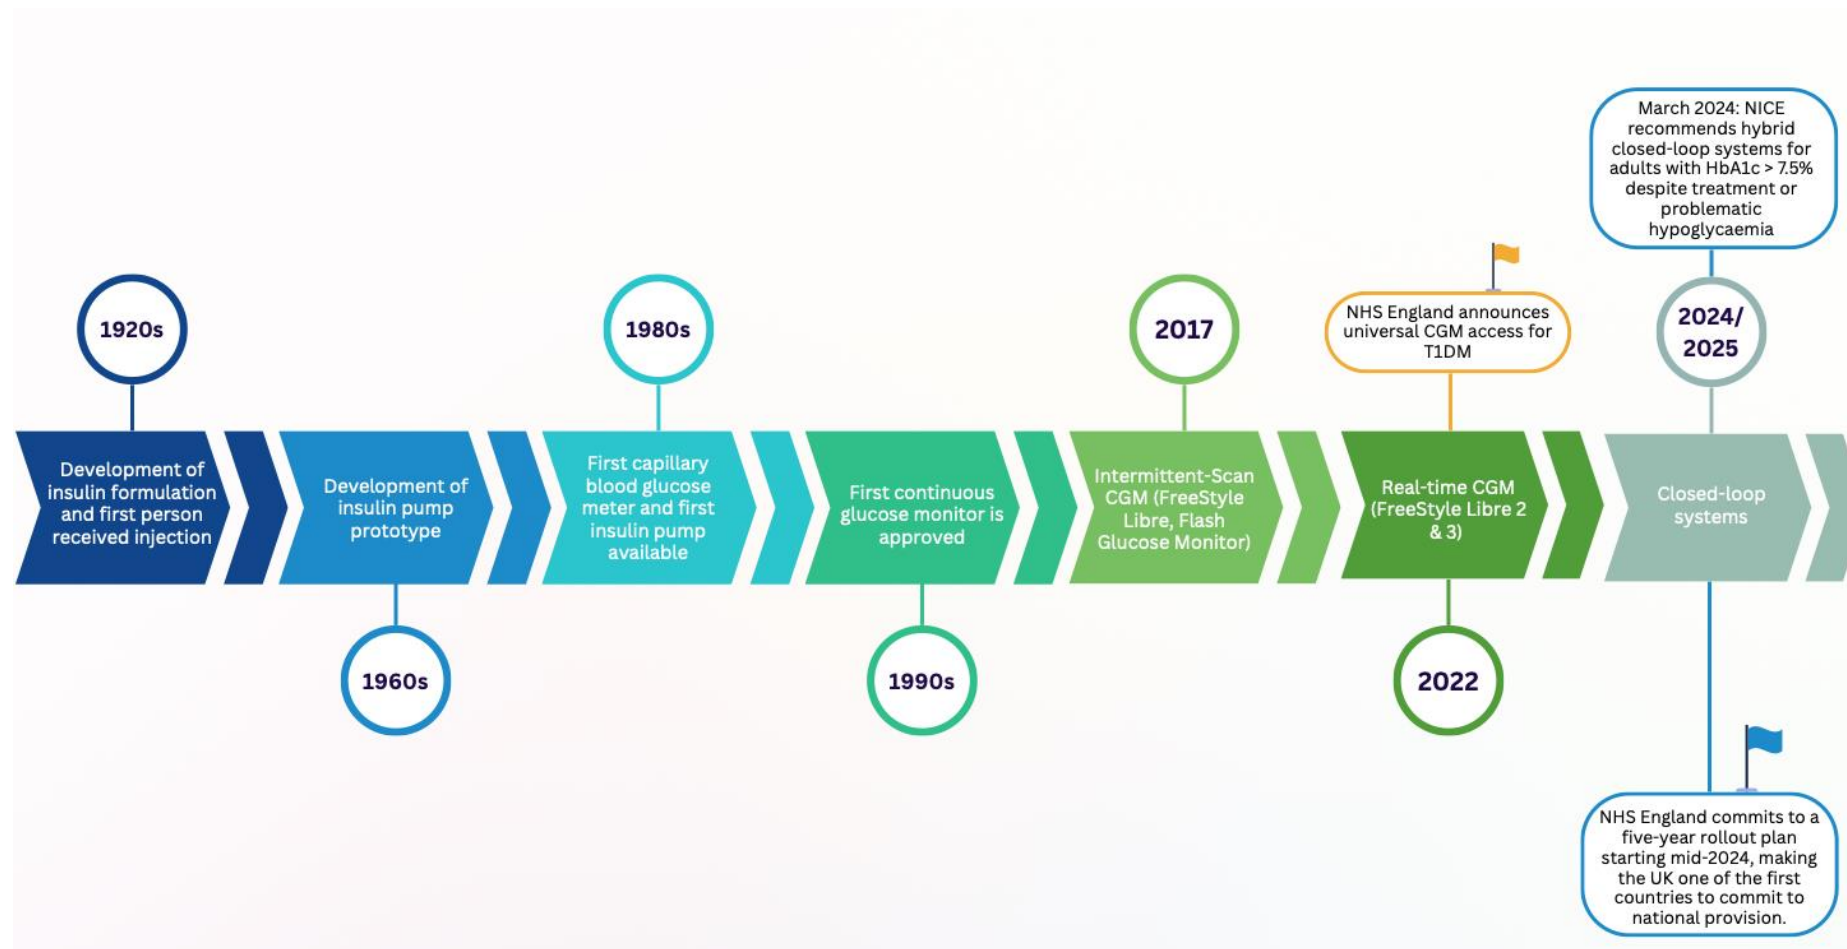 1920s
Development of
insulin formulation
and first person
received injection
Development of
insulin pump
prototype
1960s
1980s
First capillary
blood glucose
meter and first
insulin pump
available
First continuous
glucose monitor is
approved
1990s
2017
Intermittent-Scan
CGM (FreeStyle
Libre, Flash
Glucose Monitor)
NHS England announces
universal CGM access for
T1DM
Real-time CGM
(FreeStyle Libre 2
& 3)
2022
March 2024: NICE
recommends hybrid
closed-loop systems for
adults with HbA1c > 7.5%
despite treatment or
problematic
hypoglycaemia
2024/
2025
Closed-loop
systems
NHS England commits to a
five-year rollout plan
starting mid-2024, making
the UK one of the first
countries to commit to
national provision.